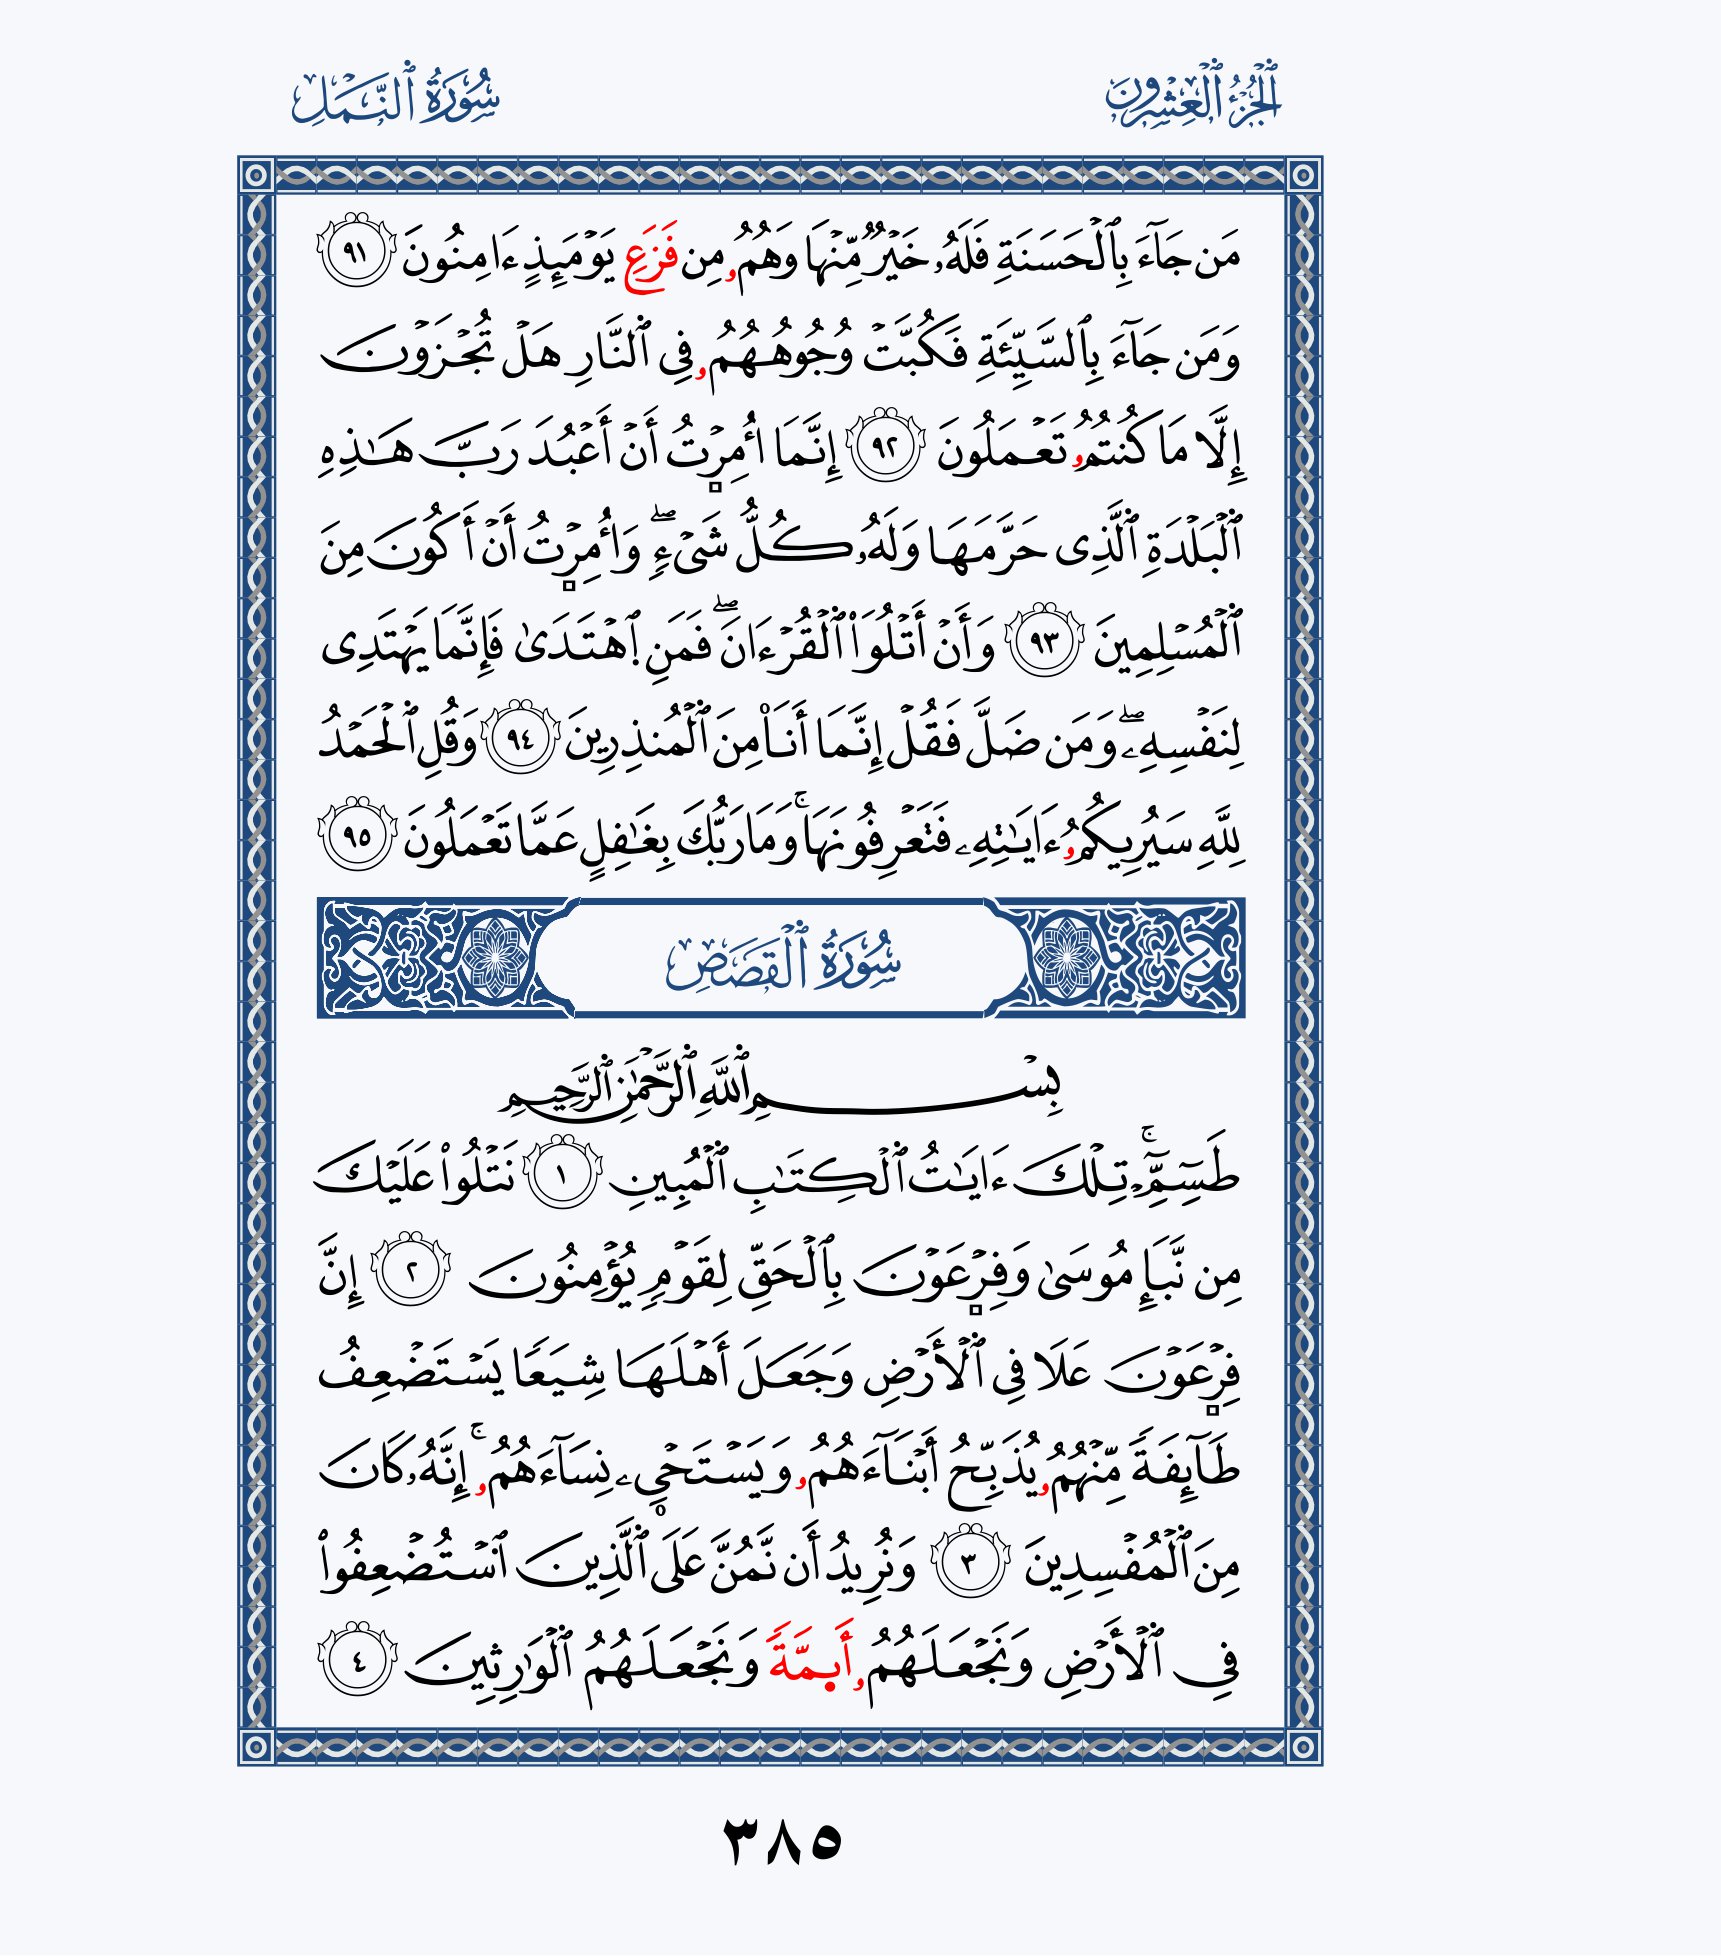 الجُزْءُ ٱلْعِشْرُونَ
سُورَةُ ٱلنَّمْلِ
مَن جَآءَ بِٱلْحَسَنَةِ فَلَهُۥ خَيْرٌ مِّنْهَا وَهُمُۥ مِن فَزَعِ يَوْمَئِذٍ ءَامِنُونَ ٩١
وَمَن جَآءَ بِٱلسَّيِّئَةِ فَكُبَّتْ وُجُوهُهُمُۥ فِى ٱلنَّارِ هَلْ تُجْزَوْنَ
إِلَّا مَا كُنتُمُۥ تَعْمَلُونَ ٩٢ إِنَّمَا أُمِرْتُ أَنْ أَعْبُدَ رَبَّ هَـٰذِهِ
ٱلْبَلْدَةِ ٱلَّذِى حَرَّمَهَا وَلَهُۥ كُلُّ شَىْءٍ ۖ وَأُمِرْتُ أَنْ أَكُونَ مِنَ
ٱلْمُسْلِمِينَ ٩٣ وَأَنْ أَتْلُوَا۟ ٱلْقُرْءَانَ ۖ فَمَنِ ٱهْتَدَىٰ فَإِنَّمَا يَهْتَدِى
لِنَفْسِهِۦ ۖ وَمَن ضَلَّ فَقُلْ إِنَّمَا أَنَا۠ مِنَ ٱلْمُنذِرِينَ ٩٤ وَقُلِ ٱلْحَمْدُ
لِلَّهِ سَيُرِيكُمُۥ ءَايَـٰتِهِۦ فَتَعْرِفُونَهَا ۚ وَمَا رَبُّكَ بِغَـٰفِلٍ عَمَّا تَعْمَلُونَ ٩٥
سُورَةُ ٱلْقَصَصِ
بِسْمِ ٱللَّهِ ٱلرَّحْمَـٰنِ ٱلرَّحِيمِ
طَسِٓمِّٓ ۚ تِلْكَ ءَايَـٰتُ ٱلْكِتَـٰبِ ٱلْمُبِينِ ١ نَتْلُوا۟ عَلَيْكَ
مِن نَّبَإِ مُوسَىٰ وَفِرْعَوْنَ بِٱلْحَقِّ لِقَوْمٍ يُؤْمِنُونَ ٢ إِنَّ
فِرْعَوْنَ عَلَا فِى ٱلْأَرْضِ وَجَعَلَ أَهْلَهَا شِيَعًا يَسْتَضْعِفُ
طَآئِفَةً مِّنْهُمُۥ يُذَبِّحُ أَبْنَآءَهُمُۥ وَيَسْتَحْىِۦ نِسَآءَهُمُۥ ۚ إِنَّهُۥ كَانَ
مِنَ ٱلْمُفْسِدِينَ ٣ وَنُرِيدُ أَن نَّمُنَّ عَلَى ٱلَّذِينَ ٱسْتُضْعِفُوا۟
فِى ٱلْأَرْضِ وَنَجْعَلَهُمُۥ أَىِٕمَّةً وَنَجْعَلَهُمُ ٱلْوَٰرِثِينَ ٤
٣٨٥